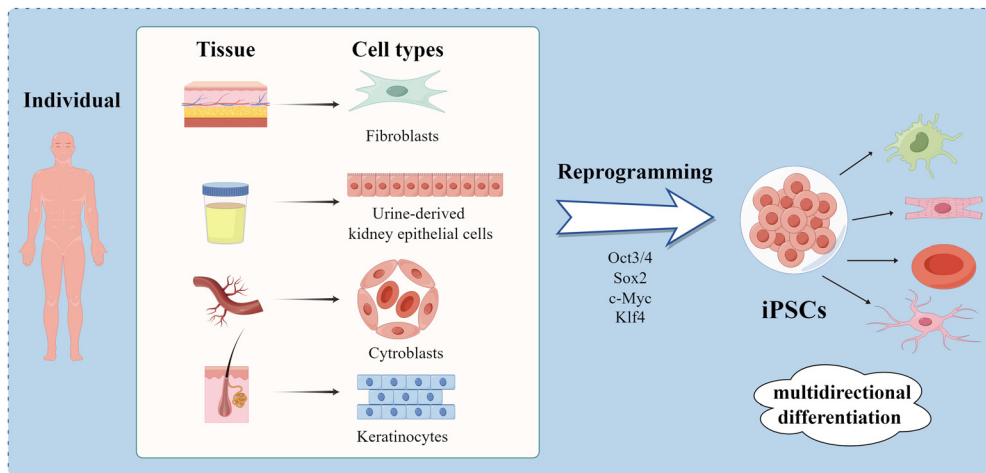 Individual
Tissue
Cell types
Fibroblasts
Urine-derived
kidney epithelial cells
Cytroblasts
Keratinocytes
Reprogramming
Oct3/4
Sox2
c-Myc
Klf4
iPSCs
multidirectional
differentiation